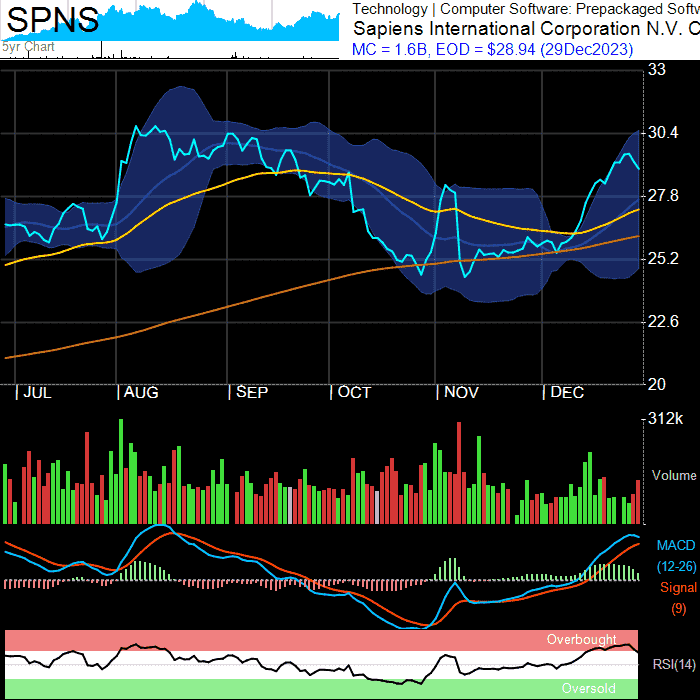 SPNS
5yr Chart
Technology | Computer Software: Prepackaged Softw
Sapiens International Corporation N.V. C
MC = 1.6B, EOD = $28.94 (29Dec2023)
33
30.4
27.8
25.2
22.6
20
JUL AUG SEP OCT NOV DEC
312k
Volume
MACD
(12-26)
Signal
(9)
Overbought
RSI(14)
Oversold